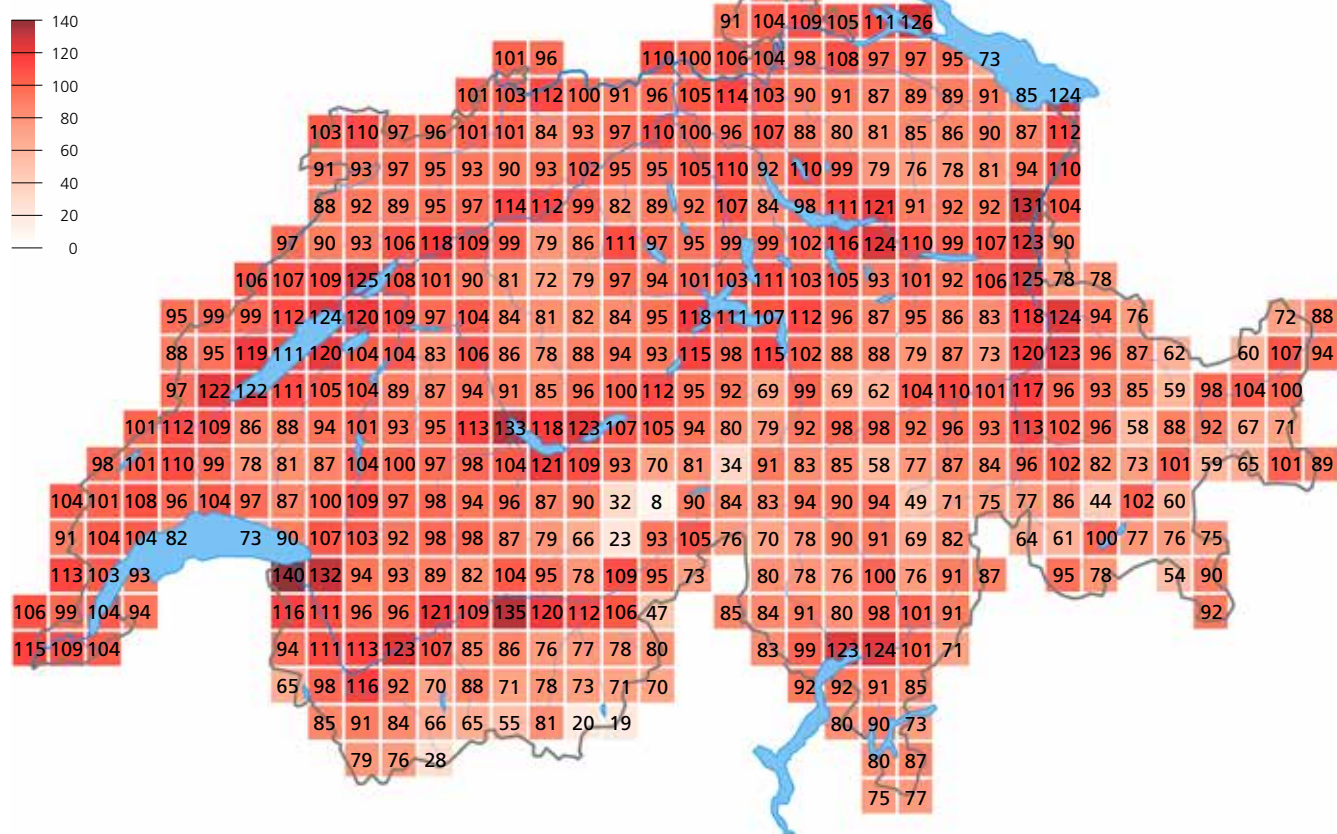 140
120
100
80
60
40
20
0
91 104 109 105 111 126
101 96 110 100 106 104 98 108 97 97 95 73
101 103 112 100 91 96 105 114 103 90 91 87 89 89 91 85 124
103 110 97 96 101 101 84 93 97 110 100 96 107 88 80 81 85 86 90 87 112
91 93 97 95 93 90 93 102 95 95 105 110 92 110 99 79 76 78 81 94 110
88 92 89 95 97 114 112 99 82 89 92 107 84 98 111 121 91 92 92 131 104
97 90 93 106 118 109 99 79 86 111 97 95 99 99 102 116 124 110 99 107 123 90
106 107 109 125 108 101 90 81 72 79 97 94 101 103 111 103 105 93 101 92 106 125 78 78
95 99 99 112 124 120 109 97 104 84 81 82 84 95 118 111 107 112 96 87 95 86 83 118 124 94 76 72 88
88 95 119 111 120 104 104 83 106 86 78 88 94 93 115 98 115 102 88 88 79 87 73 120 123 96 87 62 60 107 94
97 122 122 111 105 104 89 87 94 91 85 96 100 112 95 92 69 99 69 62 104 110 101 117 96 93 85 59 98 104 100
101 112 109 86 88 94 101 93 95 113 133 118 123 107 105 94 80 79 92 98 98 92 96 93 113 102 96 58 88 92 67 71
98 101 110 99 78 81 87 104 100 97 98 104 121 109 93 70 81 34 91 83 85 58 77 87 84 96 102 82 73 101 59 65 101 89
104 101 108 96 104 97 87 100 109 97 98 94 96 87 90 32 8 90 84 83 94 90 94 49 71 75 77 86 44 102 60
91 104 104 82 73 90 107 103 92 98 98 87 79 66 23 93 105 76 70 78 90 91 69 82 64 61 100 77 76 75
113 103 93 140 132 94 93 89 82 104 95 78 109 95 73 80 78 76 100 76 91 87 95 78 54 90
106 99 104 94 116 111 96 96 121 109 135 120 112 106 47 85 84 91 80 98 101 91 92
115 109 104 94 111 113 123 107 85 86 76 77 78 80 83 99 123 124 101 71
65 98 116 92 70 88 71 78 73 71 70 92 92 91 85
85 91 84 66 65 55 81 20 19 80 90 73
79 76 28 80 87
75 77